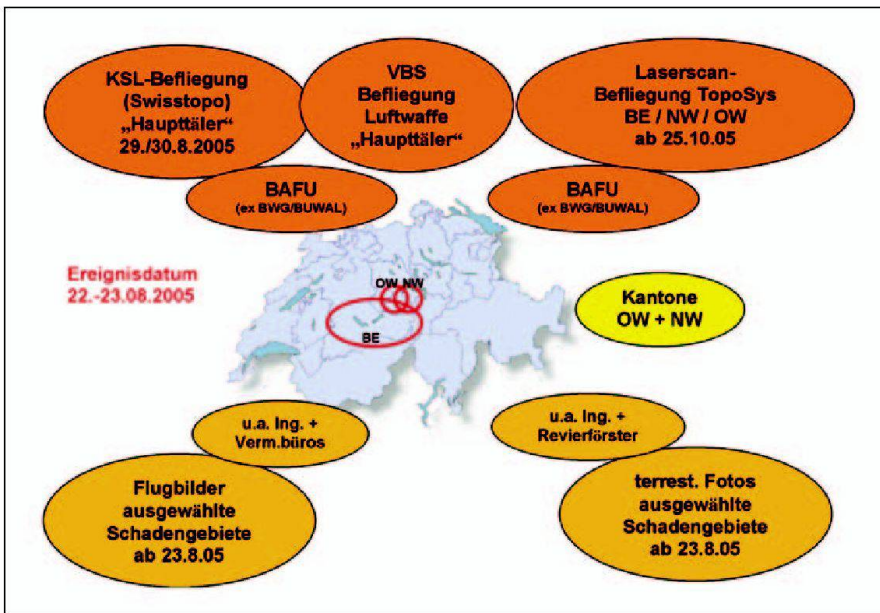 KSL-Befliegung
(Swisstopo)
„Haupttäler“
29./30.8.2005
VBS
Befliegung
Luftwaffe
„Haupttäler“
Laserscan-
Befliegung TopoSys
BE / NW / OW
ab 25.10.05
BAFU
(ex BWG/BUWAL)
BAFU
(ex BWG/BUWAL)
Ereignisdatum
22.-23.08.2005
OW NW
BE
Kantone
OW + NW
u.a. Ing. +
Verm.büros
u.a. Ing. +
Revierförster
Flugbilder
ausgewählte
Schadengebiete
ab 23.8.05
terrest. Fotos
ausgewählte
Schadengebiete
ab 23.8.05